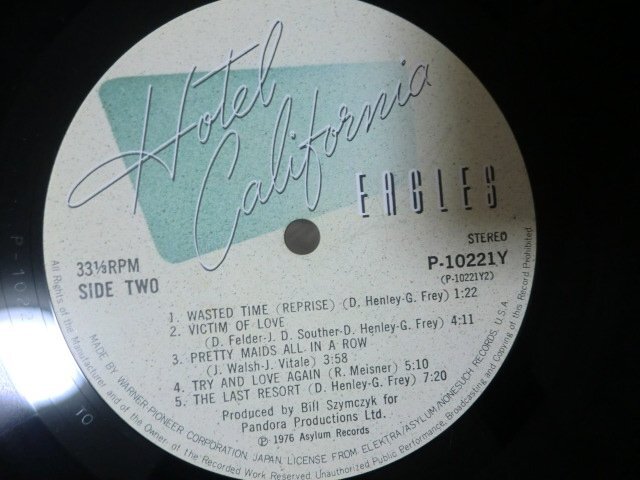 Hotel
California
EAGLES
STEREO
33⅓RPM
SIDE TWO
P-10221Y
(P-10221Y2)
1. WASTED TIME (REPRISE) (D. Henley-G. Frey) 1:22
2. VICTIM OF LOVE
(D. Felder-J. D. Souther-D. Henley-G. Frey) 4:11
3. PRETTY MAIDS ALL IN A ROW
(J. Walsh-J. Vitale) 3:58
4. TRY AND LOVE AGAIN (R. Meisner) 5:10
5. THE LAST RESORT (D. Henley-G. Frey) 7:20
Produced by Bill Szymczyk for
Pandora Productions Ltd.
℗ 1976 Asylum Records
MADE BY WARNER-PIONEER CORPORATION, JAPAN, LICENSE FROM ELEKTRA/ASYLUM/NONESUCH RECORDS, U.S.A.
All Rights of the Manufacturer and of the Owner of the Recorded Work Reserved. Unauthorized Public Performance, Broadcasting and Copying of this Record Prohibited.